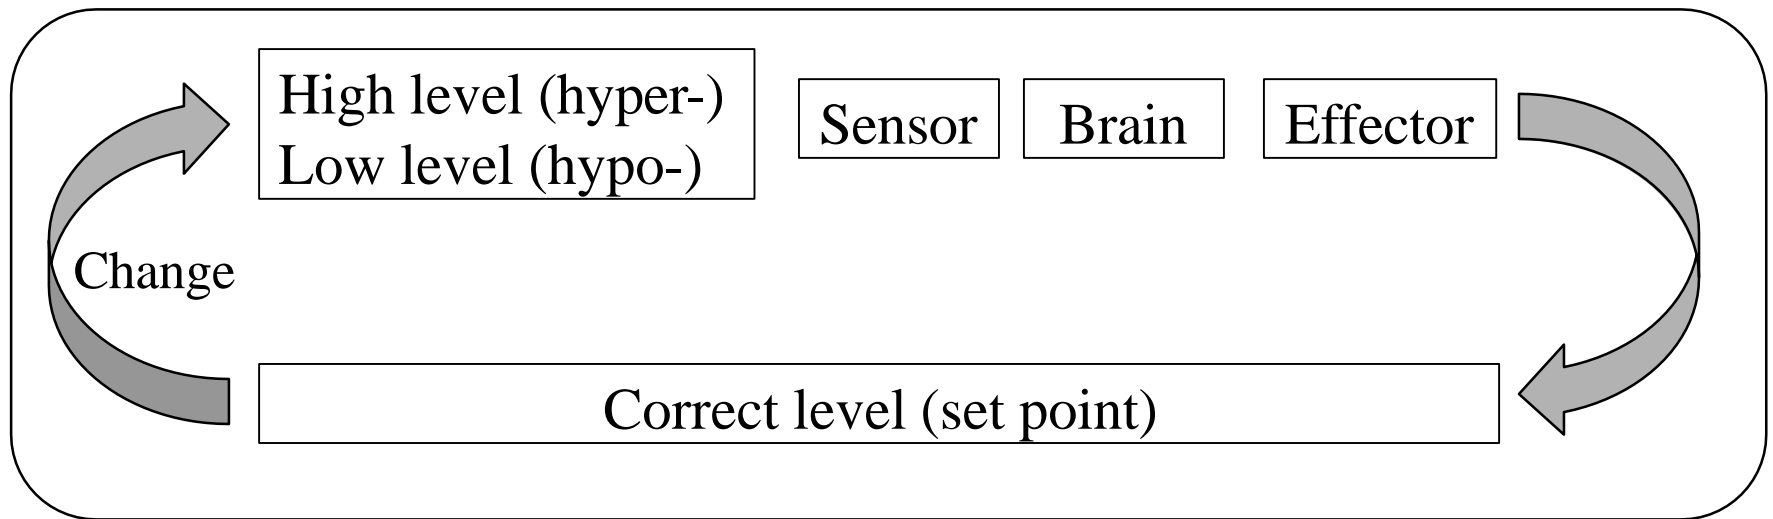 High level (hyper-)
Low level (hypo-)
Sensor
Brain
Effector
Change
Correct level (set point)